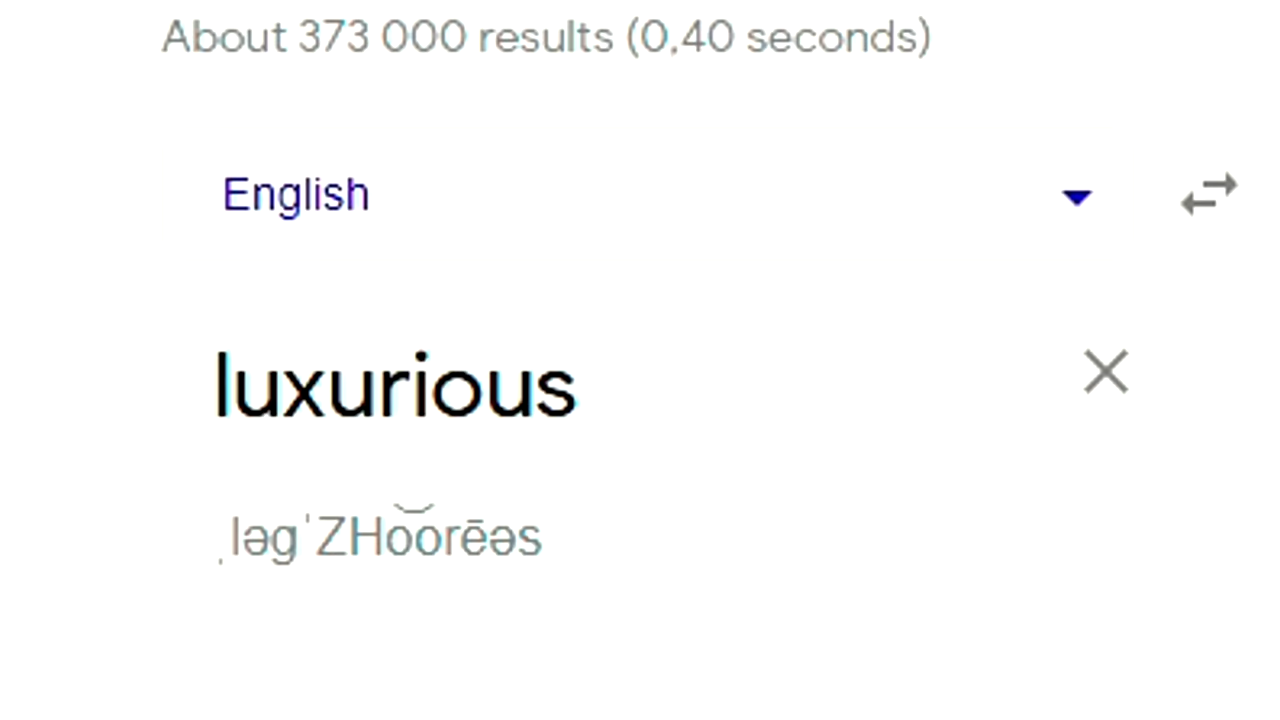 About 373 000 results (0,40 seconds)
English
luxurious
ˌləɡˈZHo͝orēəs